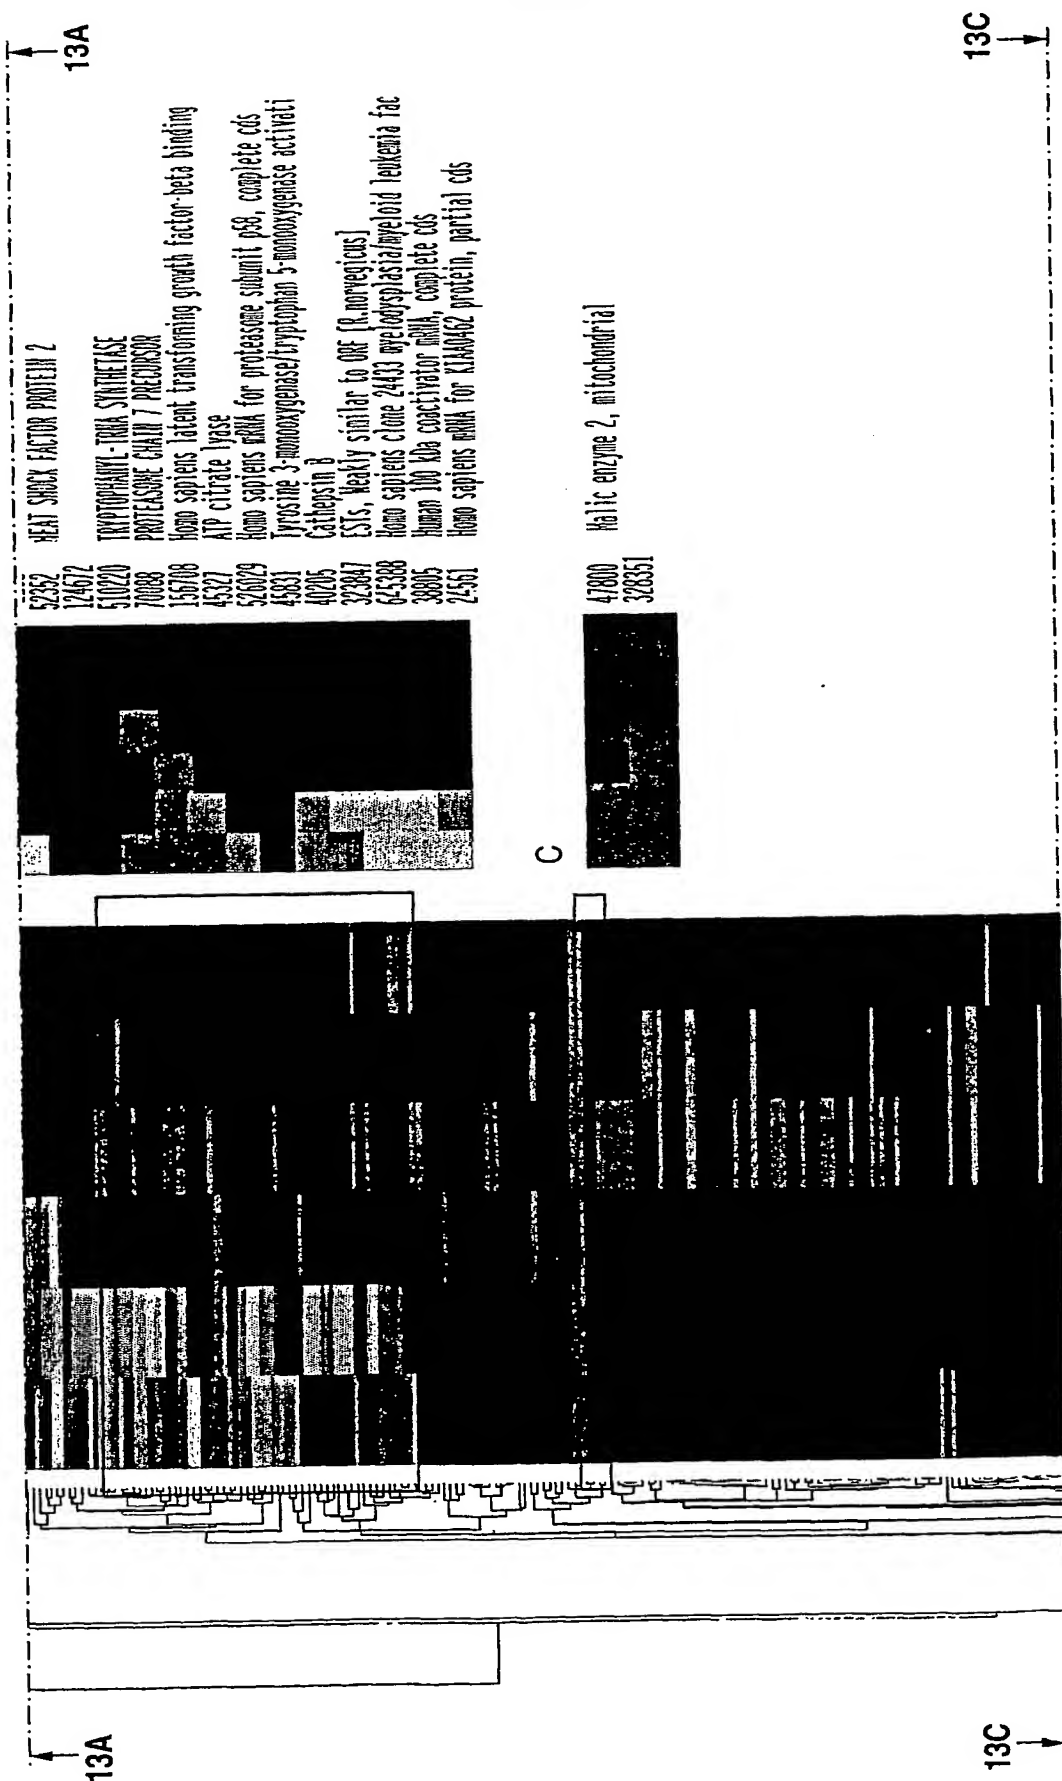 13A
13C
52352 HEAT SHOCK FACTOR PROTEIN 2
124672
510220 TRYPTOPHANYL-TRNA SYNTHETASE
70088 PROTEASOME CHAIN 7 PRECURSOR
156708 Homo sapiens latent transforming growth factor-beta binding
45327 ATP citrate lyase
526029 Homo sapiens mRNA for proteasome subunit p58, complete cds
45831 Tyrosine 3-monooxygenase/tryptophan 5-monooxygenase activati
40205 Cathepsin B
323847 ESTs, Weakly similar to ORF [R.norvegicus]
645388 Homo sapiens clone 24433 myelodysplasia/myeloid leukemia fac
38805 Human 100 kDa coactivator mRNA, complete cds
24561 Homo sapiens mRNA for KIAA0462 protein, partial cds
C
47800 Malic enzyme 2, mitochondrial
328351
13A
13C